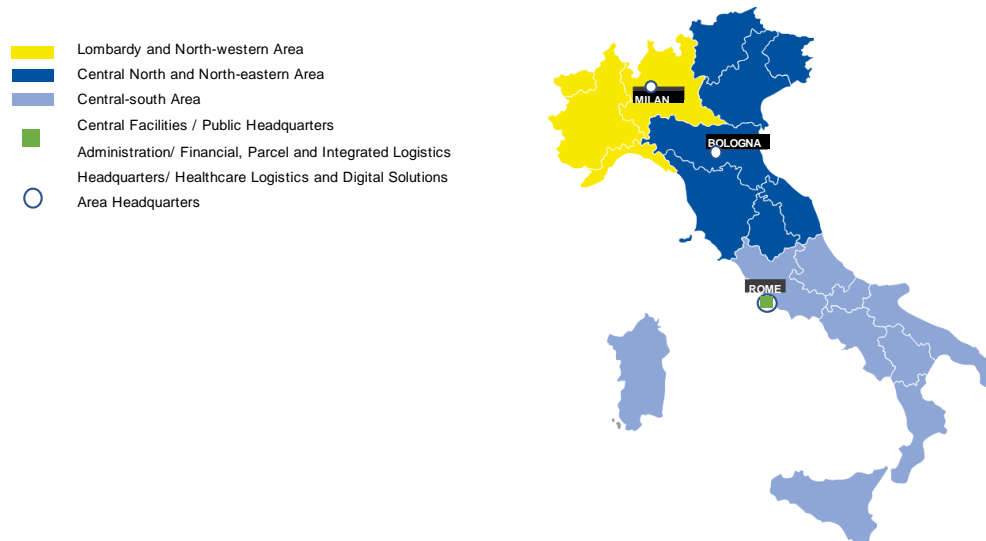 Lombardy and North-western Area
Central North and North-eastern Area
Central-south Area
Central Facilities / Public Headquarters
Administration/ Financial, Parcel and Integrated Logistics
Headquarters/ Healthcare Logistics and Digital Solutions
Area Headquarters
MILAN
BOLOGNA
ROME